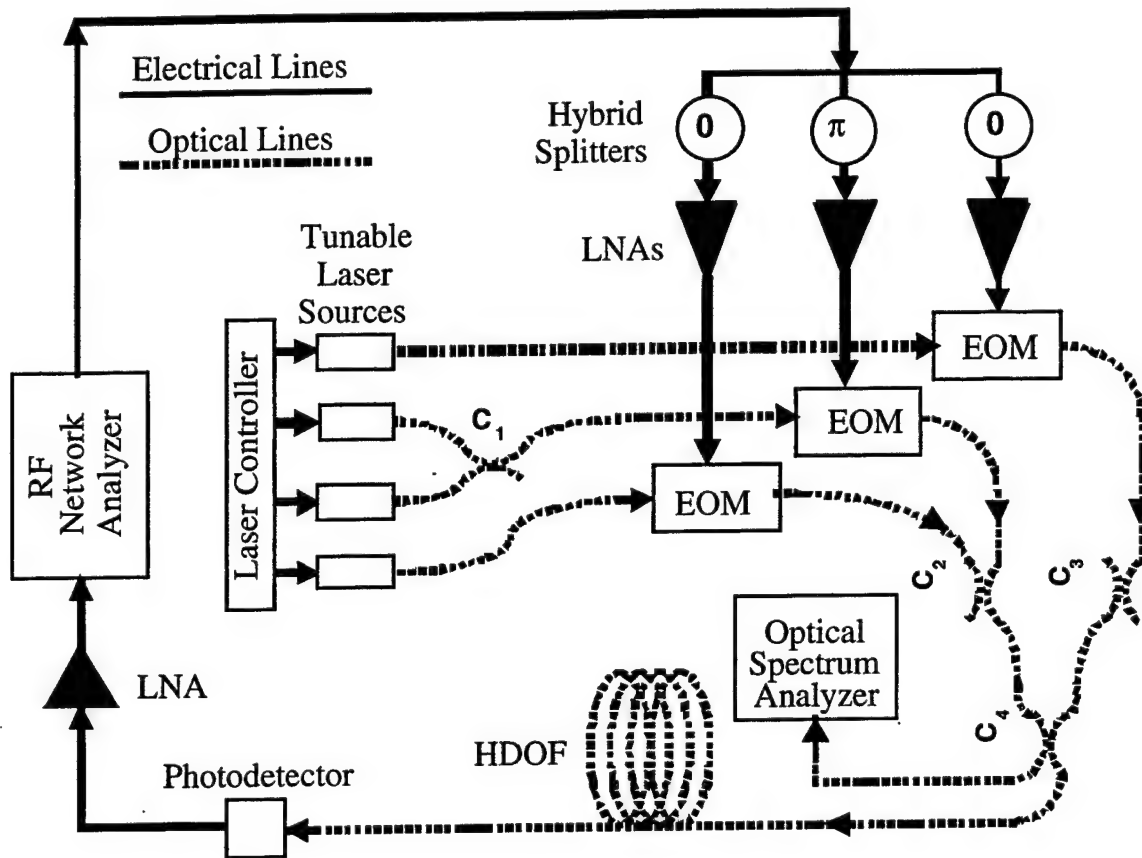 Electrical Lines
Optical Lines
Hybrid
Splitters
0
π
0
LNAs
Tunable
Laser
Sources
Laser Controller
RF
Network
Analyzer
C1
EOM
EOM
EOM
C2
C3
C4
Optical
Spectrum
Analyzer
LNA
HDOF
Photodetector